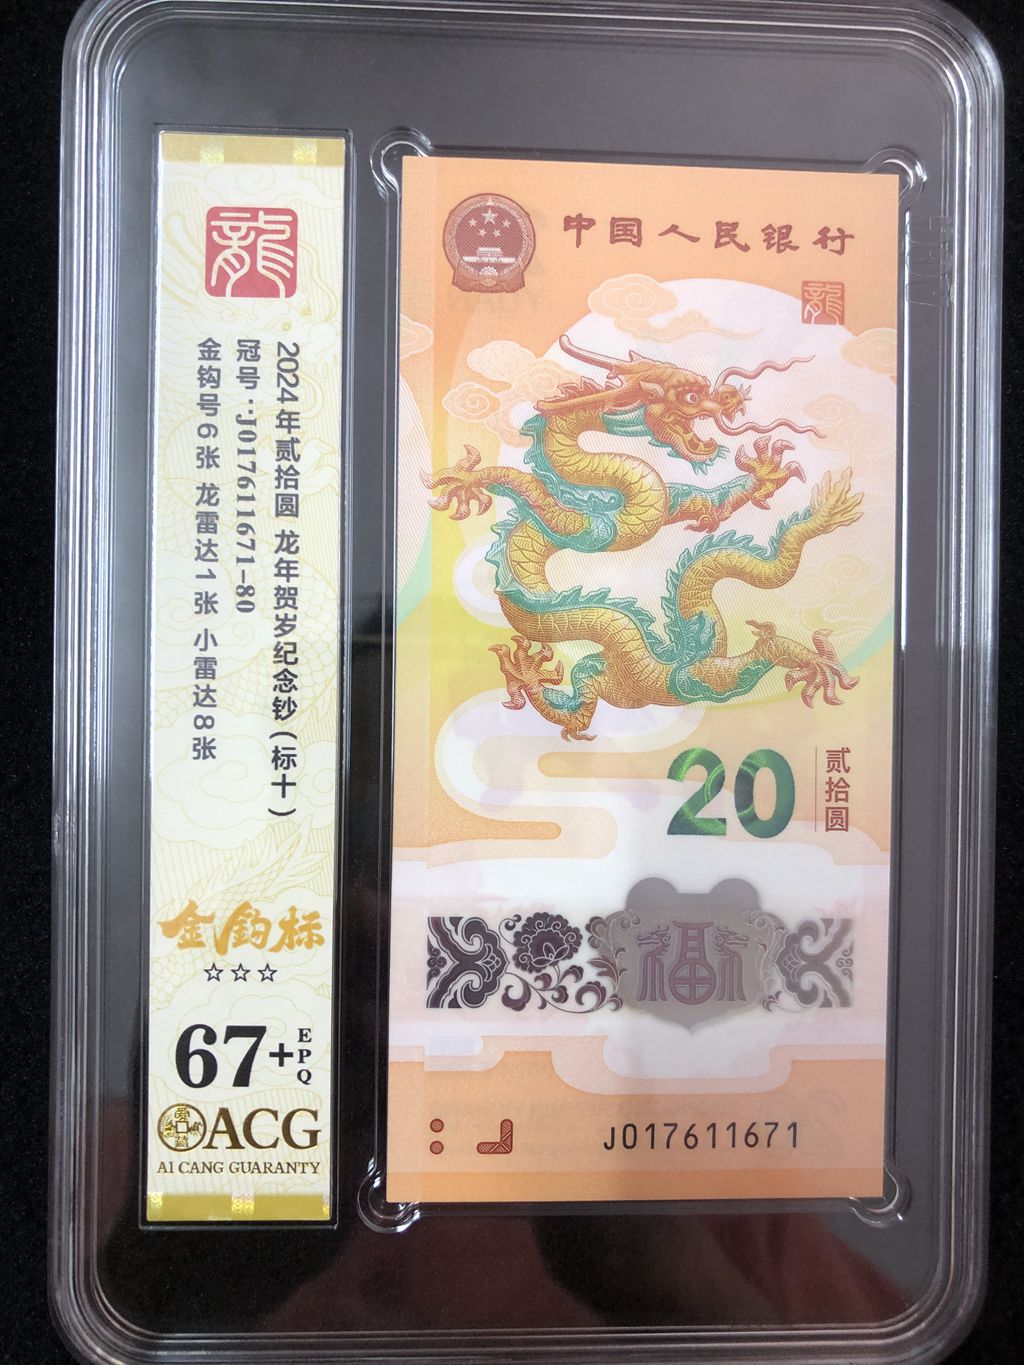 龍
2024年贰拾圆 龙年贺岁纪念钞(标十)
冠号:J017611671-80
金钩号6张 龙雷达1张 小雷达8张
金钩标
☆☆☆
67+EPQ
ACG
AI CANG GUARANTY
中国人民银行
龍
20
贰拾圆
福
J017611671